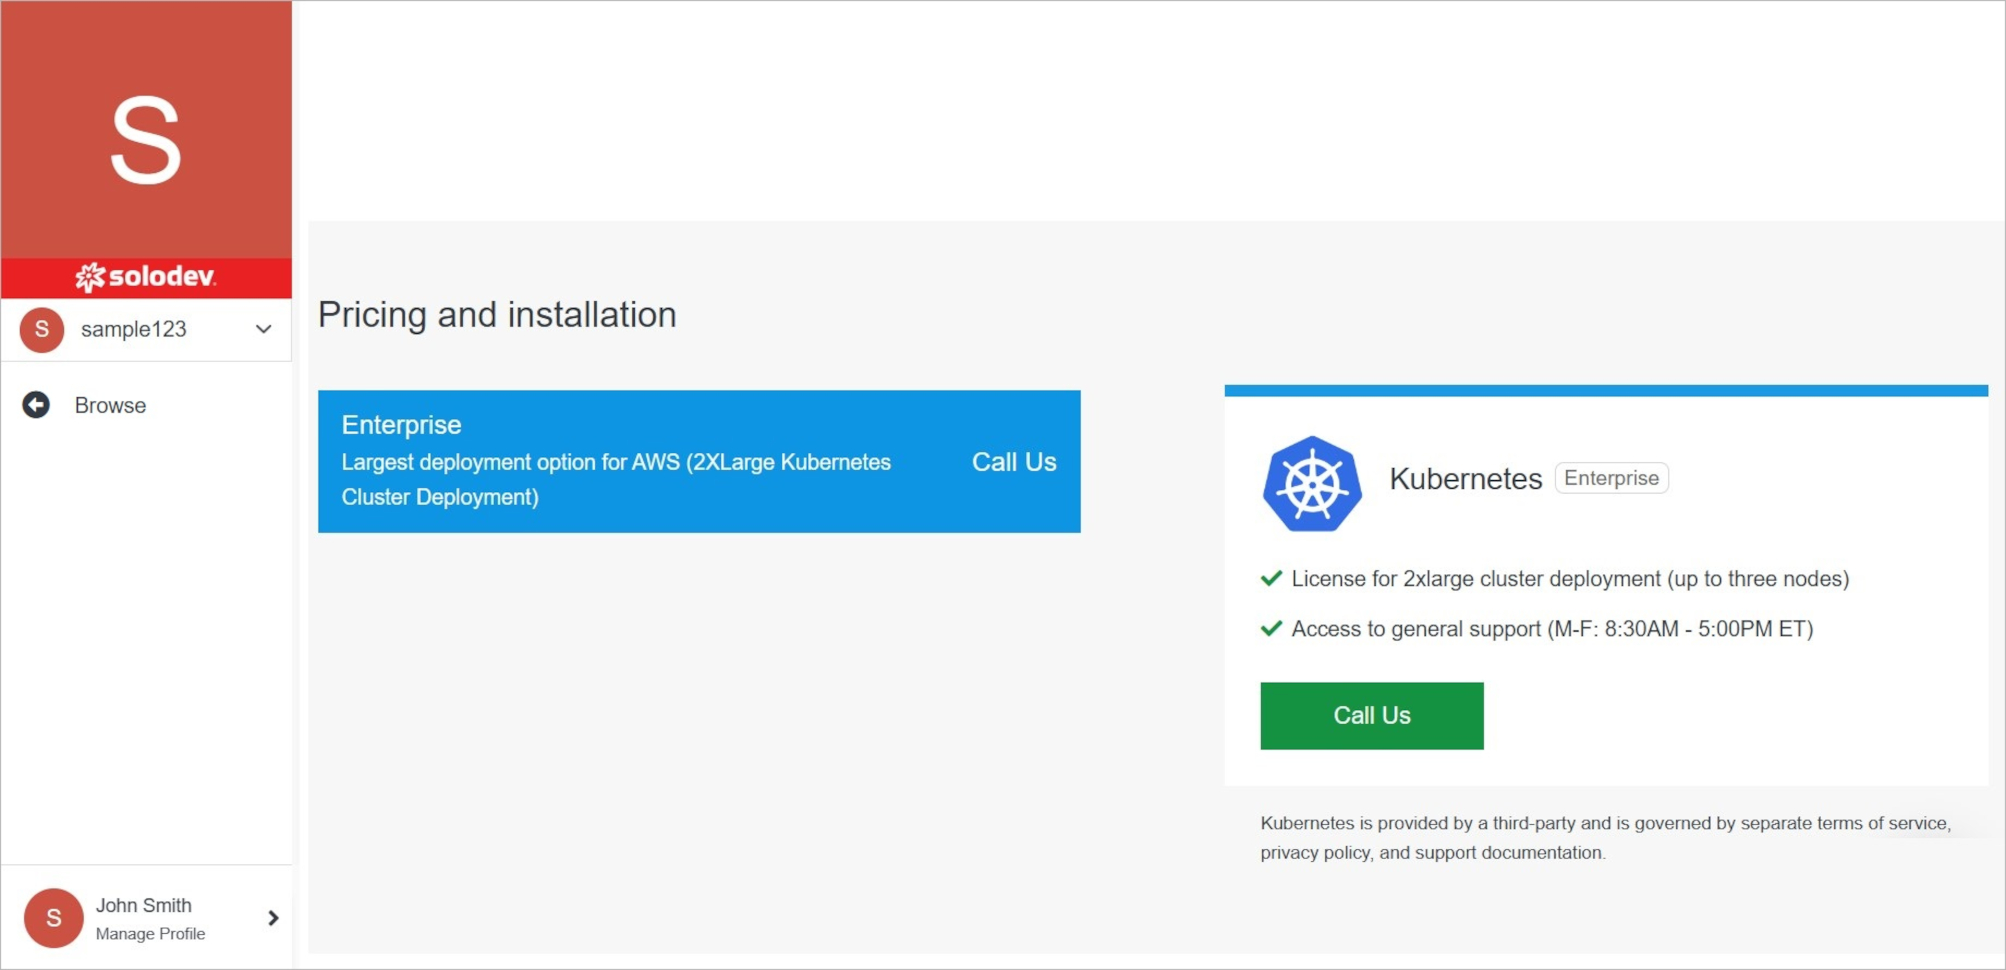 S
solodev
S
sample123
Browse
Pricing and installation
Enterprise
Largest deployment option for AWS (2XLarge Kubernetes
Cluster Deployment)
Call Us
Kubernetes
Enterprise
License for 2xlarge cluster deployment (up to three nodes)
Access to general support (M-F: 8:30AM - 5:00PM ET)
Call Us
Kubernetes is provided by a third-party and is governed by separate terms of service,
privacy policy, and support documentation.
S
John Smith
Manage Profile